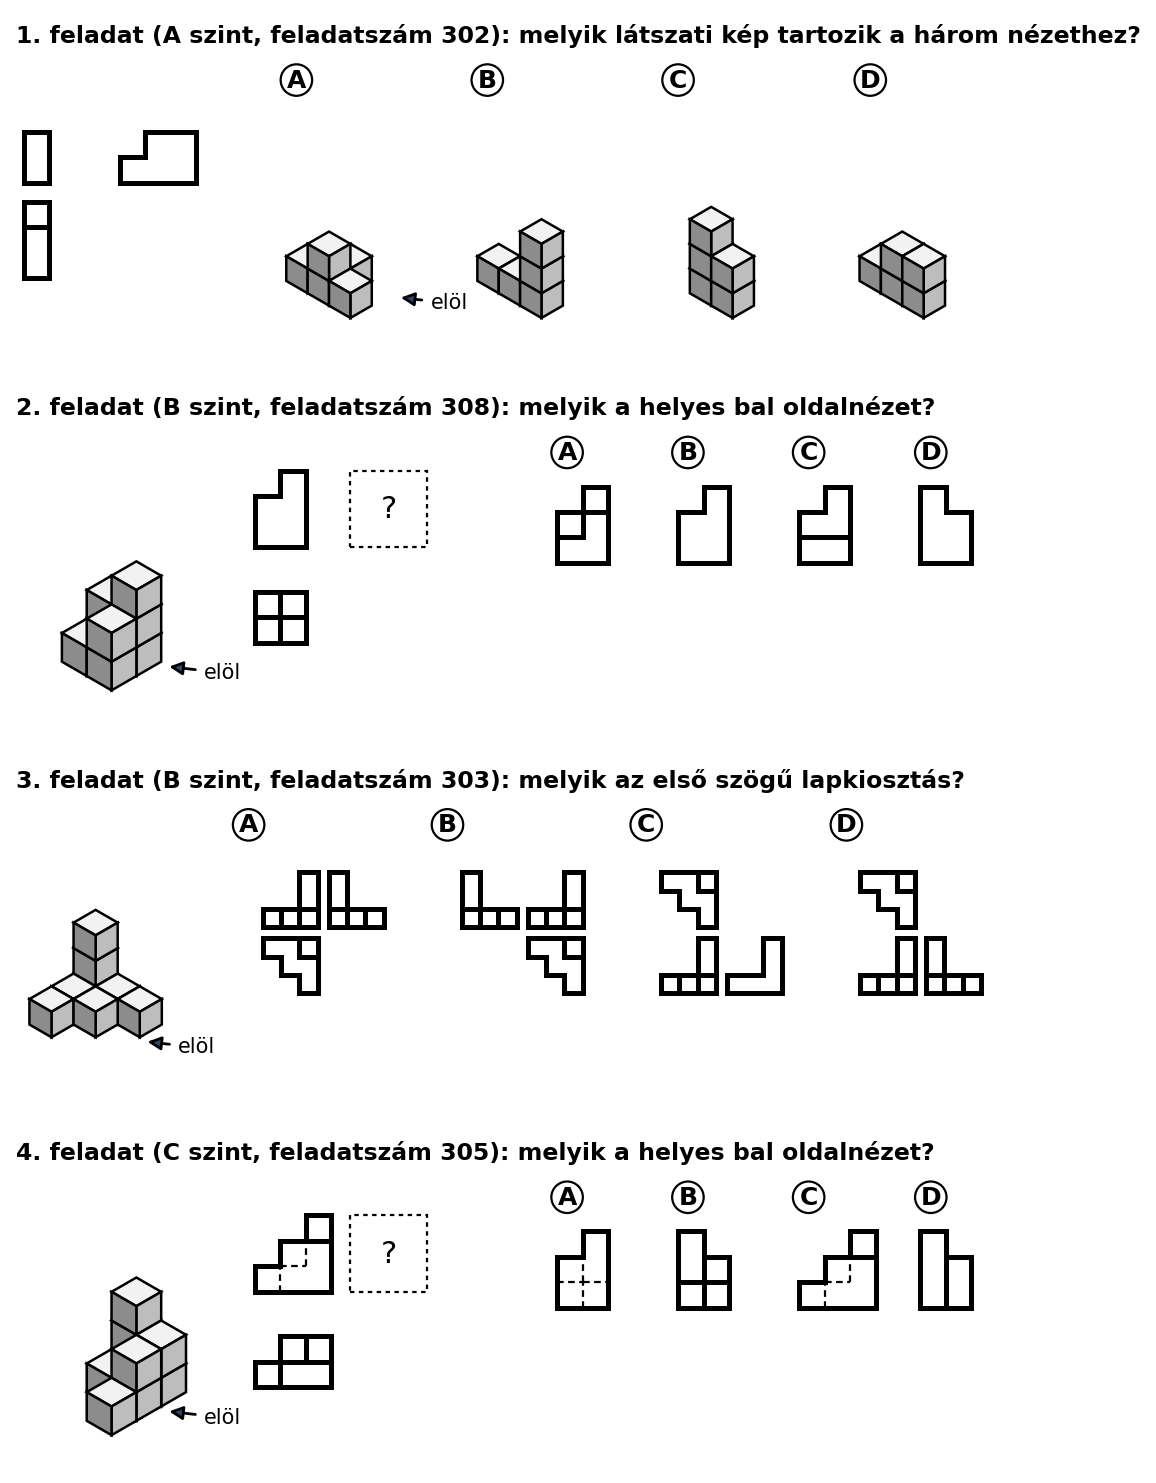 1. feladat (A szint, feladatszám 302): melyik látszati kép tartozik a három nézethez?
A B C D
elöl
2. feladat (B szint, feladatszám 308): melyik a helyes bal oldalnézet?
A B C D
?
elöl
3. feladat (B szint, feladatszám 303): melyik az első szögű lapkiosztás?
A B C D
elöl
4. feladat (C szint, feladatszám 305): melyik a helyes bal oldalnézet?
A B C D
?
elöl